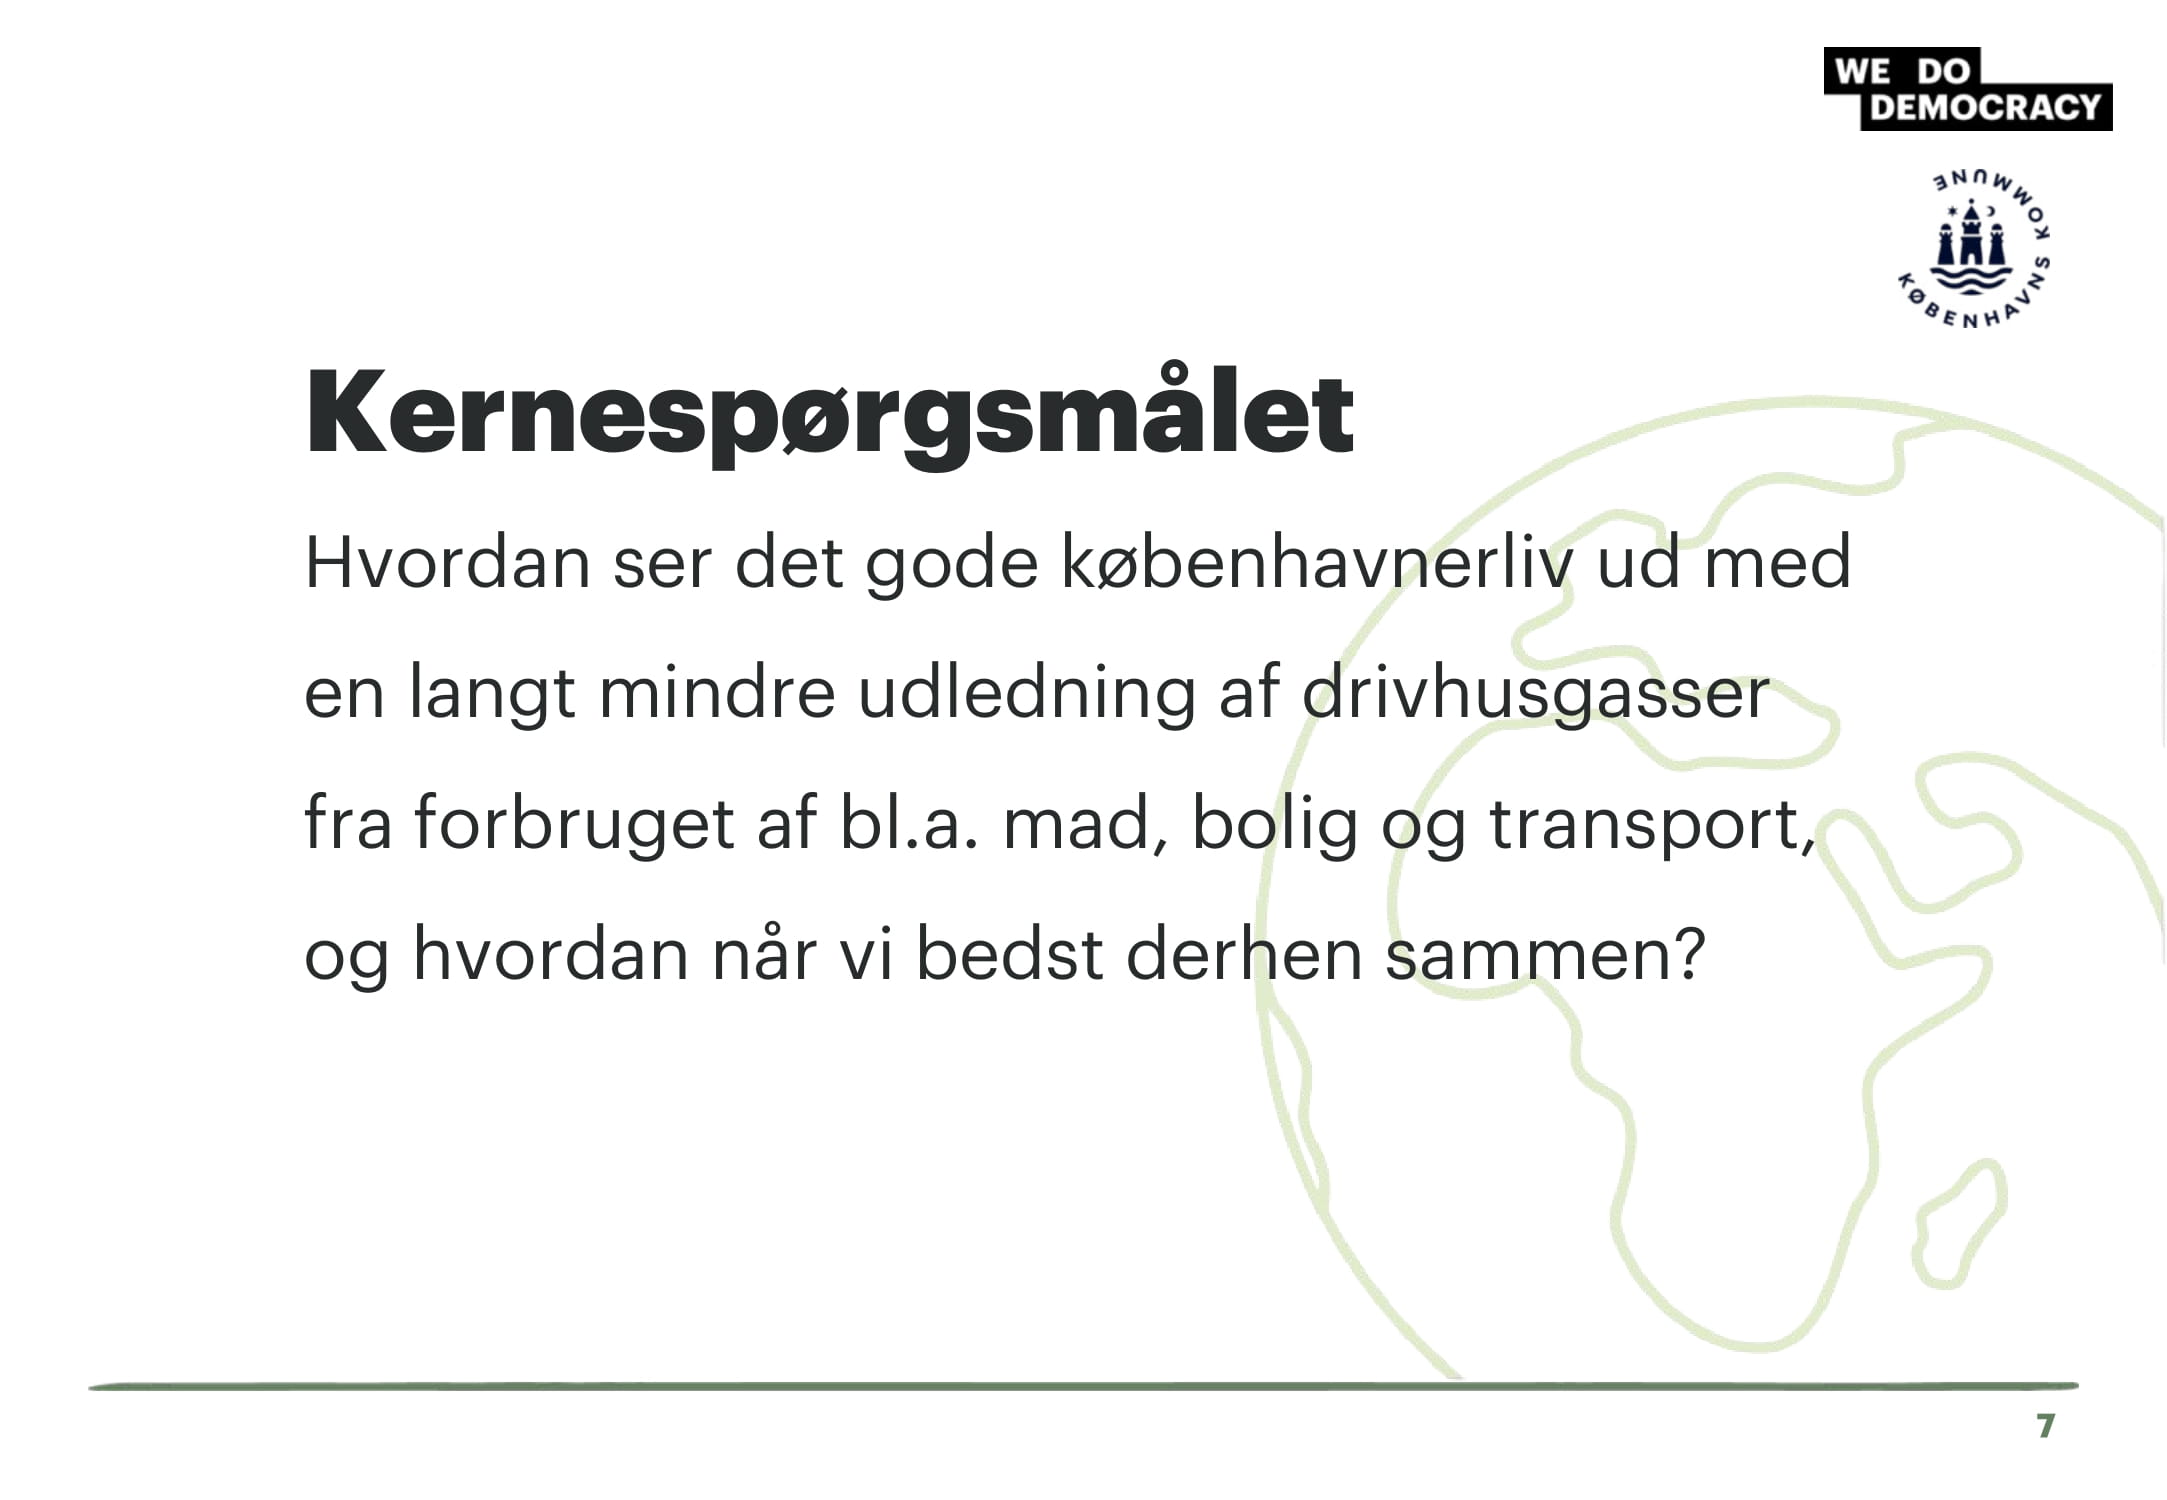 WE DO
DEMOCRACY
KØBENHAVNS KOMMUNE
Kernespørgsmålet
Hvordan ser det gode københavnerliv ud med
en langt mindre udledning af drivhusgasser
fra forbruget af bl.a. mad, bolig og transport,
og hvordan når vi bedst derhen sammen?
7